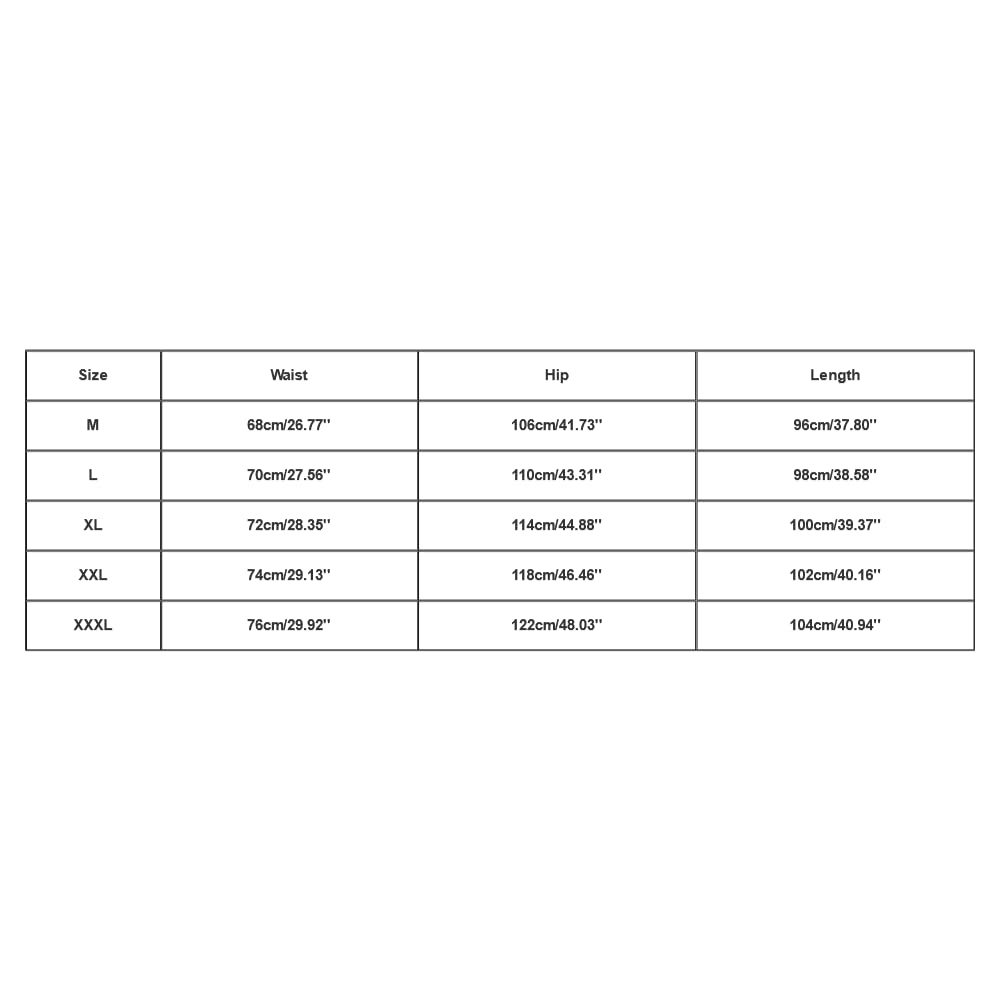 Size Waist Hip Length
M 68cm/26.77'' 106cm/41.73'' 96cm/37.80''
L 70cm/27.56'' 110cm/43.31'' 98cm/38.58''
XL 72cm/28.35'' 114cm/44.88'' 100cm/39.37''
XXL 74cm/29.13'' 118cm/46.46'' 102cm/40.16''
XXXL 76cm/29.92'' 122cm/48.03'' 104cm/40.94''